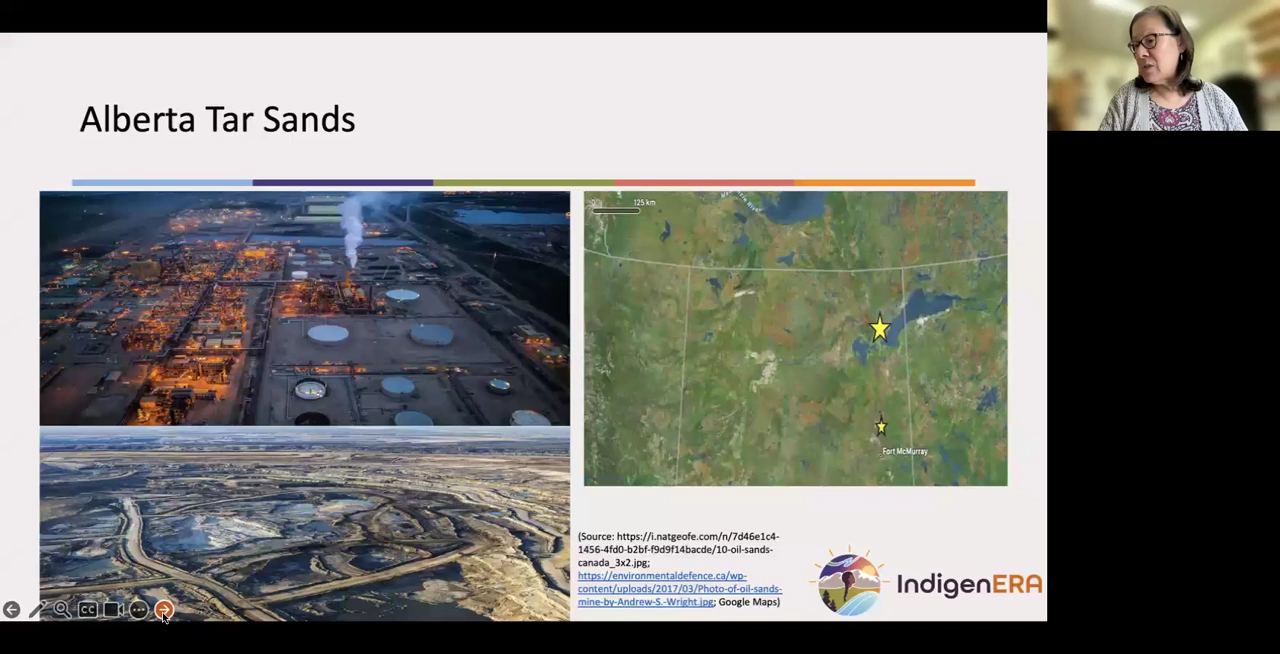 Alberta Tar Sands
125 km
Fort McMurray
(Source: https://i.natgeofe.com/n/7d46e1c4-
1456-4fd0-b2bf-f9d9f14bacde/10-oil-sands-
canada_3x2.jpg;
https://environmentaldefence.ca/wp-
content/uploads/2017/03/Photo-of-oil-sands-
mine-by-Andrew-S.-Wright.jpg; Google Maps)
IndigenERA
CC